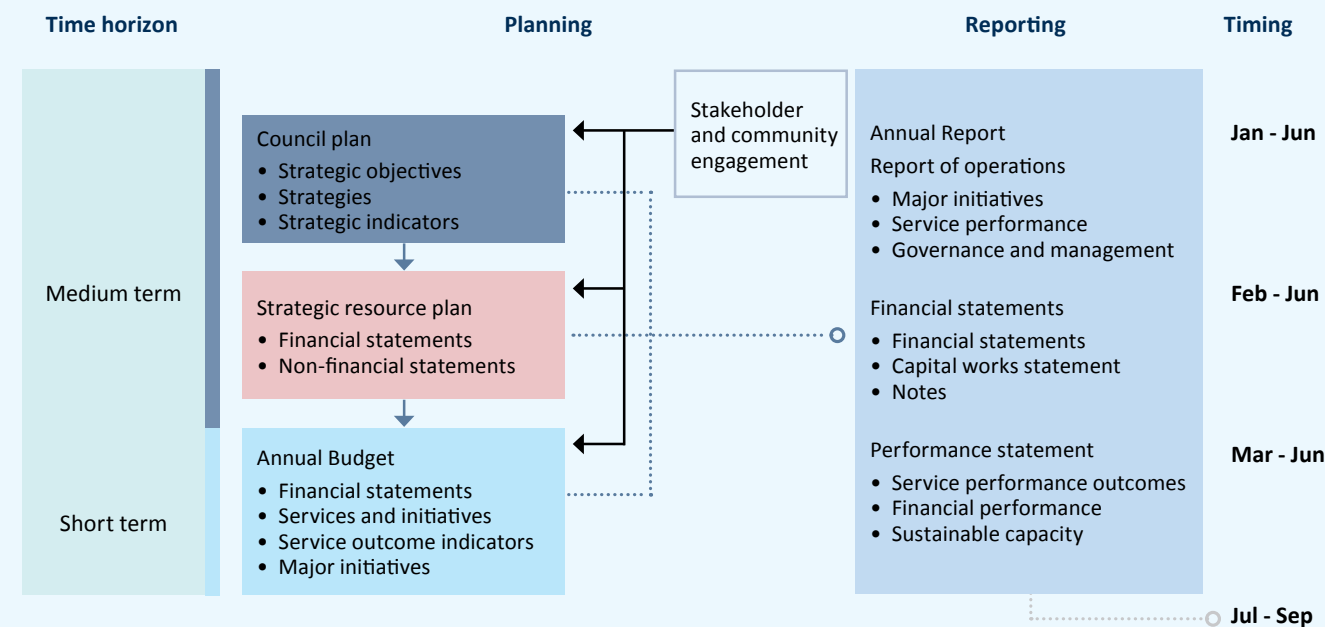 Time horizon
Planning
Reporting
Timing
Medium term
Short term
Council plan
• Strategic objectives
• Strategies
• Strategic indicators
Strategic resource plan
• Financial statements
• Non-financial statements
Annual Budget
• Financial statements
• Services and initiatives
• Service outcome indicators
• Major initiatives
Stakeholder
and community
engagement
Annual Report
Report of operations
• Major initiatives
• Service performance
• Governance and management
Financial statements
• Financial statements
• Capital works statement
• Notes
Performance statement
• Service performance outcomes
• Financial performance
• Sustainable capacity
Jan - Jun
Feb - Jun
Mar - Jun
Jul - Sep